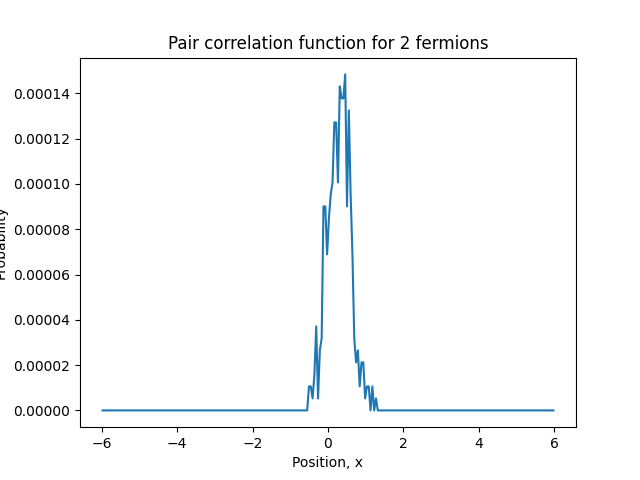 Pair correlation function for 2 fermions
0.00014
0.00012
0.00010
0.00008
0.00006
0.00004
0.00002
0.00000
Probability
−6 −4 −2 0 2 4 6
Position, x